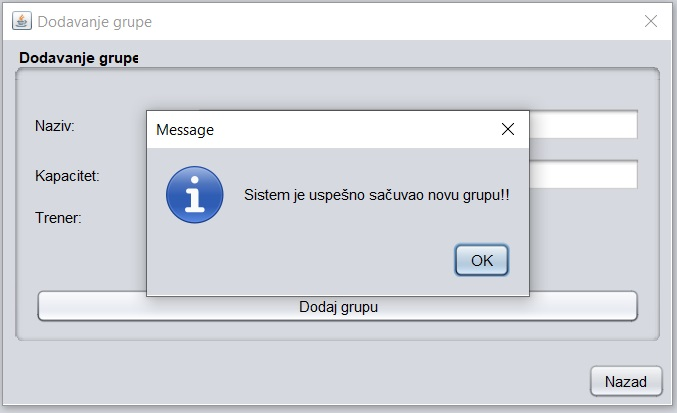 Dodavanje grupe
Dodavanje grupe
Naziv:
Message
Kapacitet:
Sistem je uspešno sačuvao novu grupu!!
Trener:
OK
Dodaj grupu
Nazad